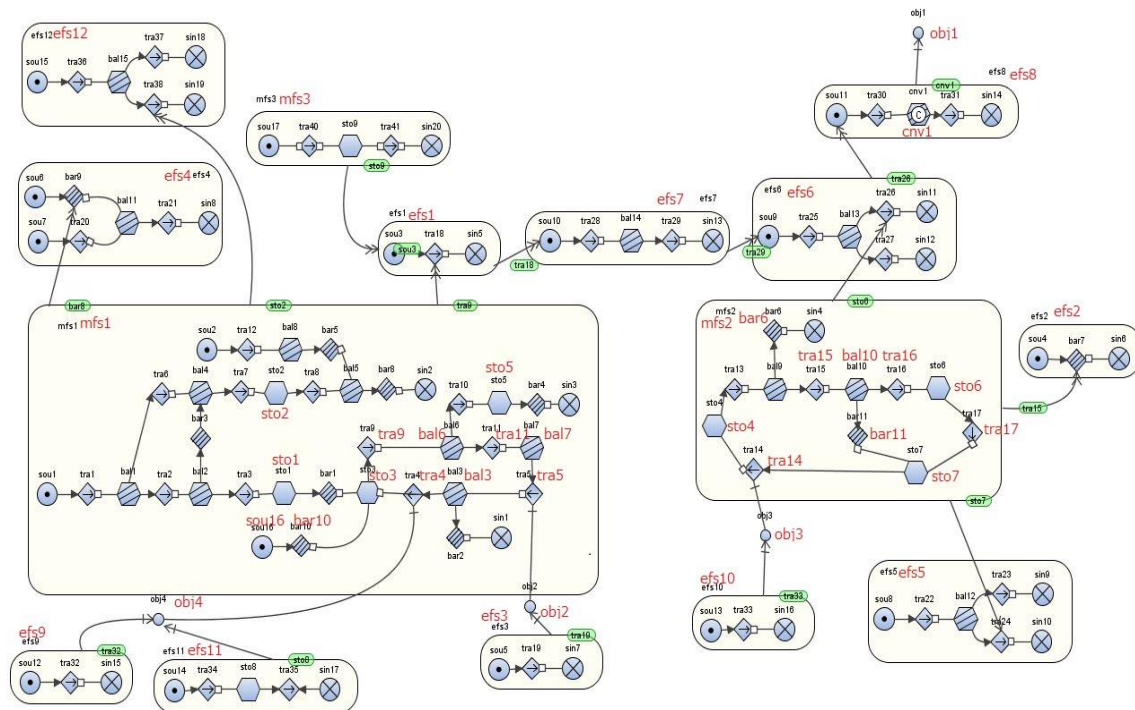 obj1
obj1
efs12 efs12
tra37
sin18
sou15
tra36
bal15
tra38
sin19
efs8 efs8
cnv1
sou11
tra30
cnv1
tra31
sin14
C
cnv1
mfs3 mfs3
sou17
tra40
sto9
tra41
sin20
sto9
efs4 efs4
sou6
bar9
bal11
tra21
sin8
sou7
tra20
tra26
efs6 efs6
sou9
tra25
bal13
tra26
sin11
tra27
sin12
efs7 efs7
sou10
tra28
bal14
tra29
sin13
tra18
tra29
efs1 efs1
sou3
sou3
tra18
sin5
bar8
sto2
tra9
mfs1 mfs1
sou2
tra12
bal8
bar5
tra6
bal4
tra7
sto2
tra8
bal5
bar8
sin2
sto2
bar3
tra10
sto5
sto5
bar4
sin3
tra9
tra9
bal6
bal6
tra11
tra11
bal7
bal7
sou1
tra1
bal1
tra2
bal2
tra3
sto1
sto1
bar1
sto3
sto3
tra4
tra4
bal3
bal3
tra5
tra5
sou16 bar10
sou16
bar10
bar2
sin1
sto6
mfs2 mfs2
bar6
bar6
sin4
tra13
bal9
tra15
tra15
bal10
bal10
tra16
tra16
sto6
sto6
sto4
sto4
bar11
bar11
tra17
tra17
tra14
tra14
sto7
sto7
tra15
sto7
efs2 efs2
sou4
bar7
sin6
obj3
obj3
efs10
efs10
tra33
sou13
tra33
sin16
efs5 efs5
sou8
tra22
bal12
tra23
sin9
tra24
sin10
obj4
obj4
obj2
obj2
efs9
efs9
tra32
sou12
tra32
sin15
efs11 efs11
sto8
sou14
tra34
sto8
tra35
sin17
efs3
efs3
tra19
sou5
tra19
sin7